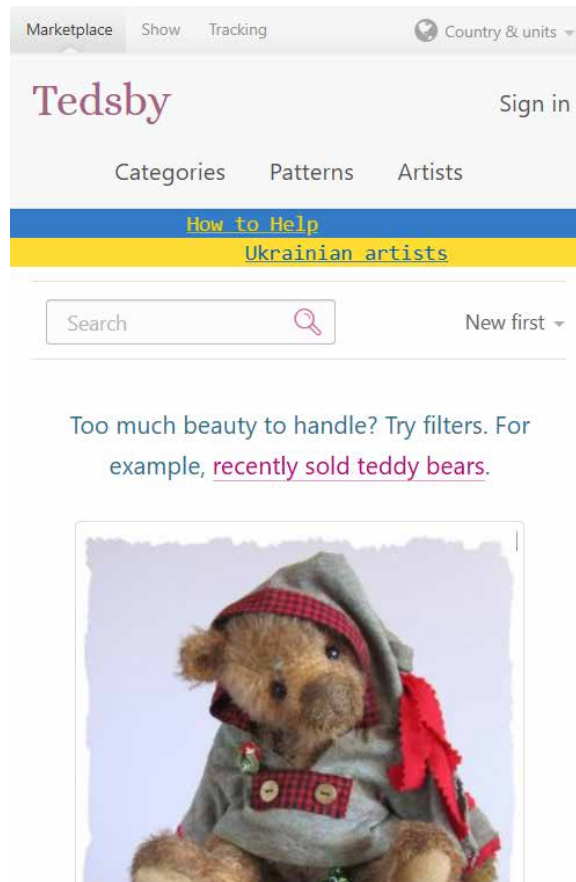 Marketplace Show Tracking Country & units
Tedsby
Sign in
Categories Patterns Artists
How to Help
Ukrainian artists
Search
New first
Too much beauty to handle? Try filters. For
example, recently sold teddy bears.